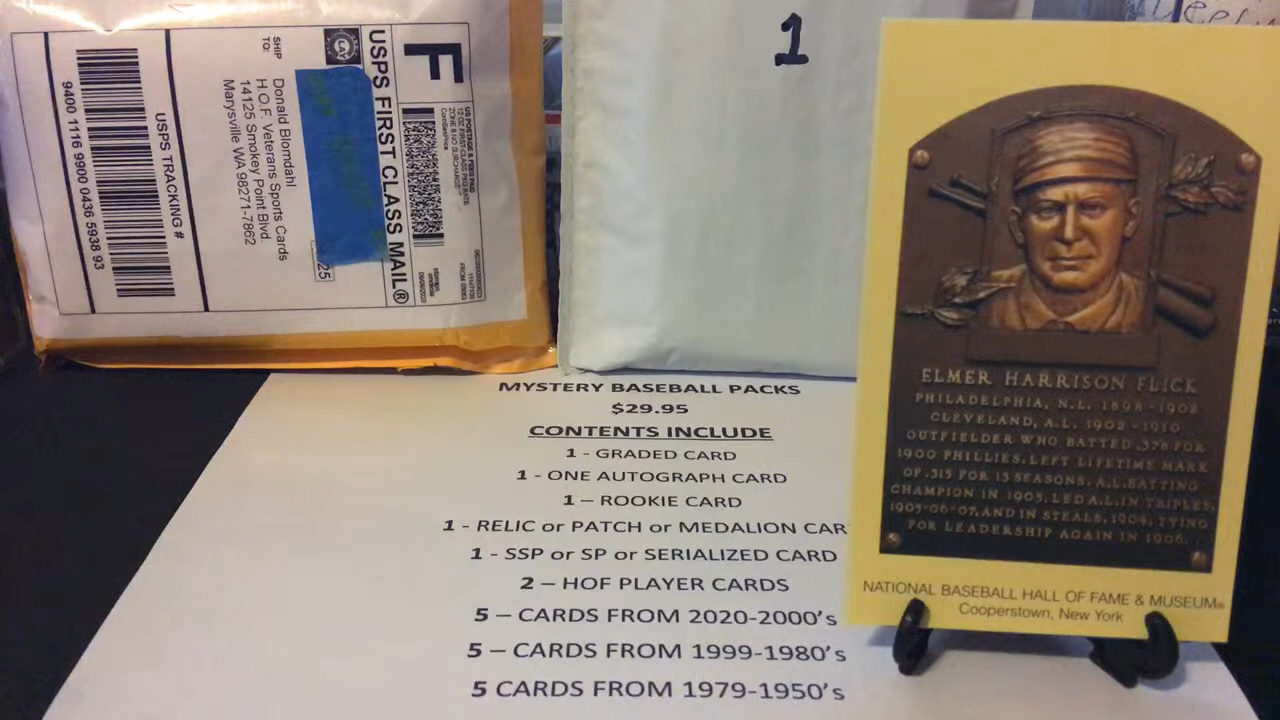 F
US POSTAGE & FEES PAID
USPS FIRST CLASS MAIL®
SHIP
TO:
Donald Blomdahl
H.O.F. Veterans Sports Cards
14125 Smokey Point Blvd
Marysville WA 98271-7862
USPS TRACKING #
9400 1116 9900 0436 5938 93
1
MYSTERY BASEBALL PACKS
$29.95
CONTENTS INCLUDE
1 - GRADED CARD
1 - ONE AUTOGRAPH CARD
1 – ROOKIE CARD
1 - RELIC or PATCH or MEDALION CAR
1 - SSP or SP or SERIALIZED CARD
2 – HOF PLAYER CARDS
5 – CARDS FROM 2020-2000's
5 – CARDS FROM 1999-1980's
5 CARDS FROM 1979-1950's
ELMER HARRISON FLICK
PHILADELPHIA, N.L. 1898-1902
CLEVELAND, A.L. 1902-1910
OUTFIELDER WHO BATTED .378 FOR
1900 PHILLIES. LEFT LIFETIME MARK
OF .315 FOR 13 SEASONS. A.L. BATTING
CHAMPION IN 1905. LED A.L. IN TRIPLES,
1905-06-07, AND IN STEALS, 1904, TYING
FOR LEADERSHIP AGAIN IN 1906.
NATIONAL BASEBALL HALL OF FAME & MUSEUM®
Cooperstown, New York